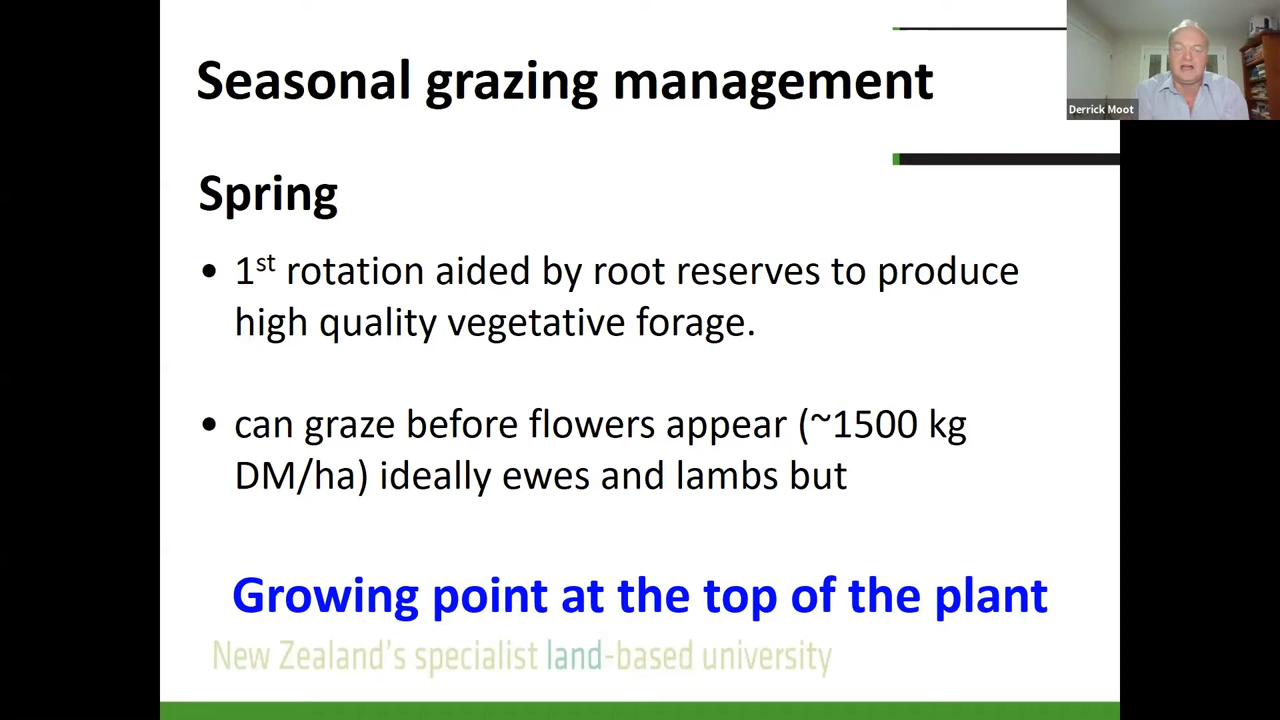 Seasonal grazing management
Derrick Moot
Spring
• 1st rotation aided by root reserves to produce
high quality vegetative forage.
• can graze before flowers appear (~1500 kg
DM/ha) ideally ewes and lambs but
Growing point at the top of the plant
New Zealand's specialist land-based university